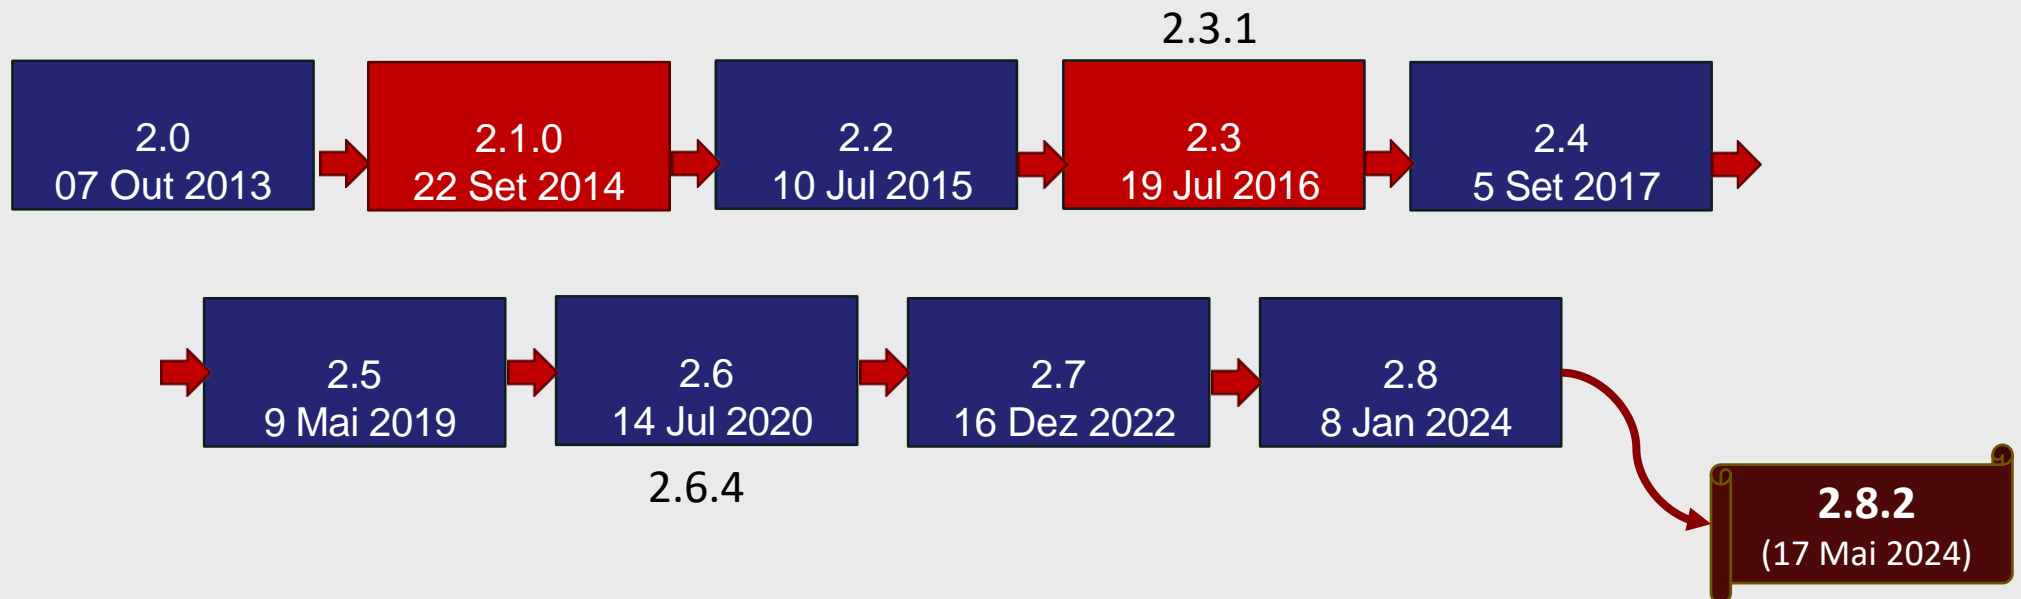 2.3.1
2.0
07 Out 2013
2.1.0
22 Set 2014
2.2
10 Jul 2015
2.3
19 Jul 2016
2.4
5 Set 2017
2.5
9 Mai 2019
2.6
14 Jul 2020
2.7
16 Dez 2022
2.8
8 Jan 2024
2.6.4
2.8.2
(17 Mai 2024)